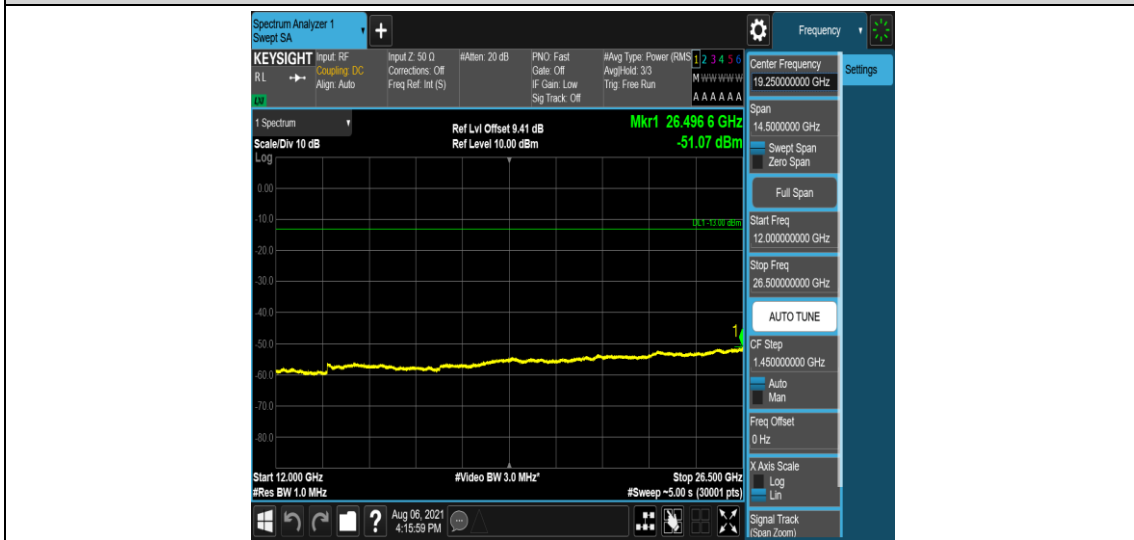 Spectrum Analyzer 1
Swept SA
+
Frequency
KEYSIGHT
RL
LXI
Input: RF
Coupling: DC
Align: Auto
Input Z: 50 Ω
Corrections: Off
Freq Ref: Int (S)
#Atten: 20 dB
PNO: Fast
Gate: Off
IF Gain: Low
Sig Track: Off
#Avg Type: Power (RMS
Avg|Hold: 3/3
Trig: Free Run
1 2 3 4 5 6
M W W W W W
A A A A A A
1 Spectrum
Scale/Div 10 dB
Log
Ref Lvl Offset 9.41 dB
Ref Level 10.00 dBm
Mkr1 26.496 6 GHz
-51.07 dBm
0.00
-10.0
DL1 -13.00 dBm
-20.0
-30.0
-40.0
1
-50.0
-60.0
-70.0
-80.0
Start 12.000 GHz
#Res BW 1.0 MHz
#Video BW 3.0 MHz*
Stop 26.500 GHz
#Sweep ~5.00 s (30001 pts)
Center Frequency
19.250000000 GHz
Settings
Span
14.5000000 GHz
Swept Span
Zero Span
Full Span
Start Freq
12.000000000 GHz
Stop Freq
26.500000000 GHz
AUTO TUNE
CF Step
1.450000000 GHz
Auto
Man
Freq Offset
0 Hz
X Axis Scale
Log
Lin
Signal Track
(Span Zoom)
?
Aug 06, 2021
4:15:59 PM